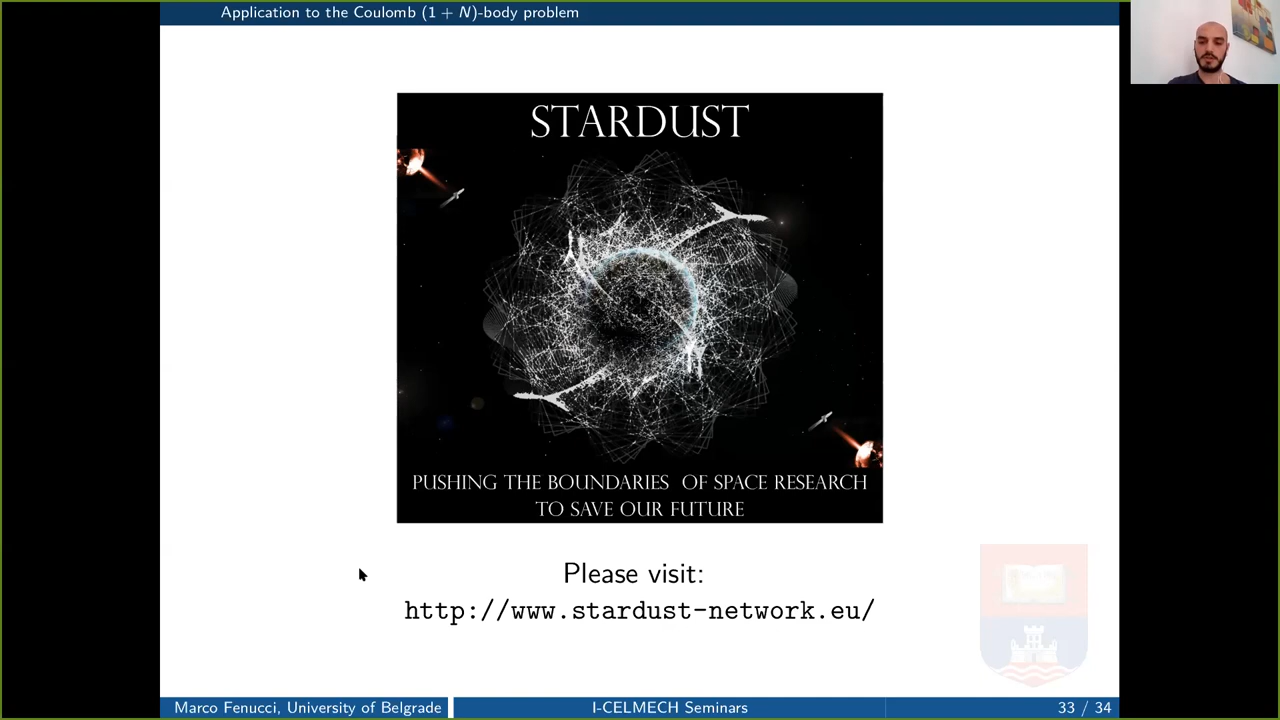 Application to the Coulomb (1 + N)-body problem
STARDUST
PUSHING THE BOUNDARIES OF SPACE RESEARCH
TO SAVE OUR FUTURE
Please visit:
http://www.stardust-network.eu/
Marco Fenucci, University of Belgrade
I-CELMECH Seminars
33 / 34